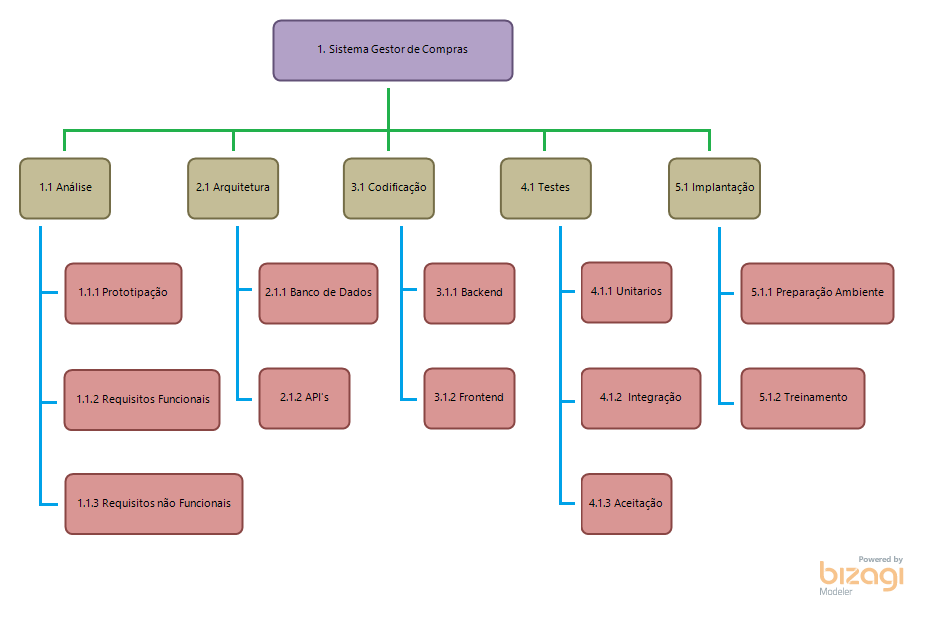 1. Sistema Gestor de Compras
1.1 Análise
2.1 Arquitetura
3.1 Codificação
4.1 Testes
5.1 Implantação
1.1.1 Prototipação
2.1.1 Banco de Dados
3.1.1 Backend
4.1.1 Unitarios
5.1.1 Preparação Ambiente
1.1.2 Requisitos Funcionais
2.1.2 API's
3.1.2 Frontend
4.1.2 Integração
5.1.2 Treinamento
1.1.3 Requisitos não Funcionais
4.1.3 Aceitação
Powered by
bizagi
Modeler